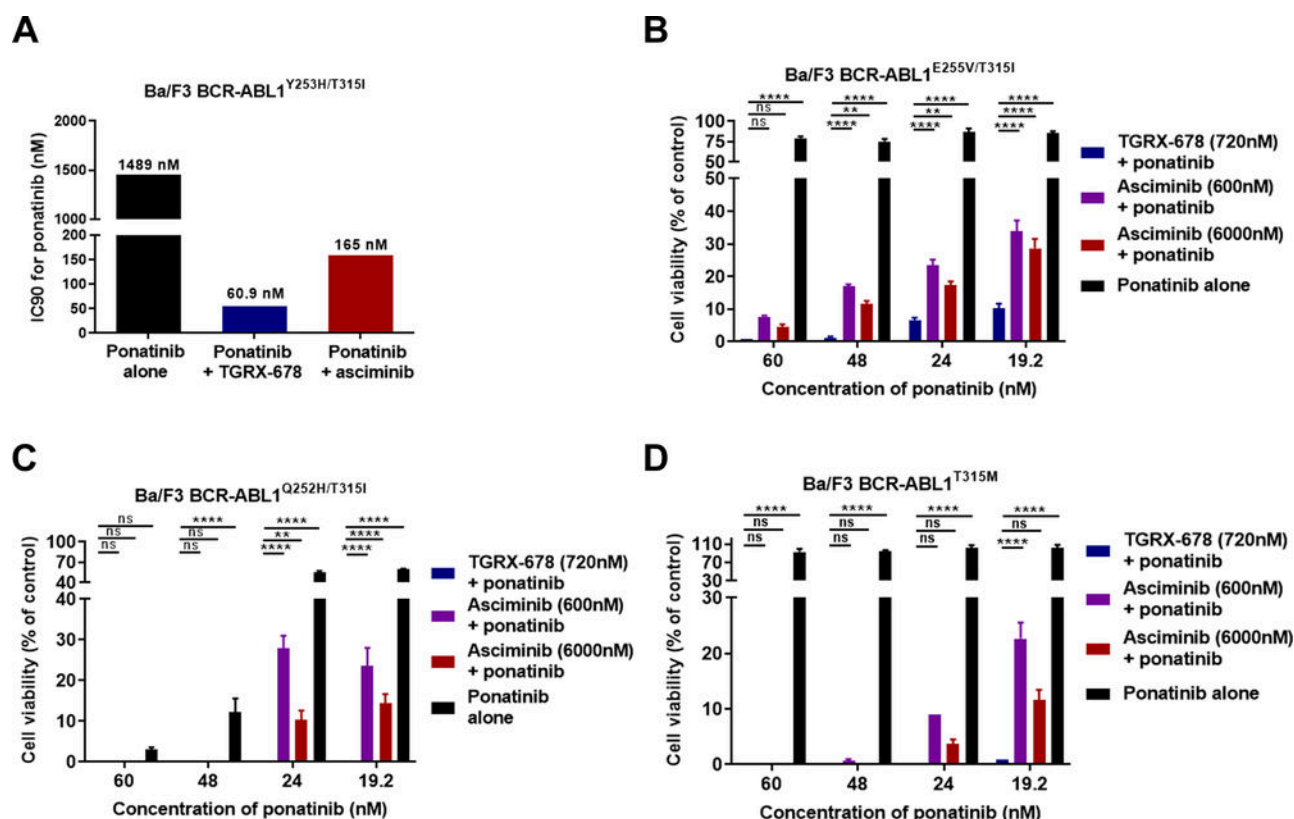 A
Ba/F3 BCR-ABL1Y253H/T315I
IC90 for ponatinib (nM)
2000
1500
1000
200
150
100
50
0
1489 nM
60.9 nM
165 nM
Ponatinib alone
Ponatinib + TGRX-678
Ponatinib + asciminib
B
Ba/F3 BCR-ABL1E255V/T315I
Cell viability (% of control)
100
75
50
50
40
30
20
10
0
**** **** **** ****
ns ** ** ****
ns **** **** ****
60 48 24 19.2
Concentration of ponatinib (nM)
TGRX-678 (720nM)
+ ponatinib
Asciminib (600nM)
+ ponatinib
Asciminib (6000nM)
+ ponatinib
Ponatinib alone
C
Ba/F3 BCR-ABL1Q252H/T315I
Cell viability (% of control)
100
70
40
40
30
20
10
0
ns **** **** ****
ns ns ** ****
ns ns **** ****
60 48 24 19.2
Concentration of ponatinib (nM)
TGRX-678 (720nM)
+ ponatinib
Asciminib (600nM)
+ ponatinib
Asciminib (6000nM)
+ ponatinib
Ponatinib
alone
D
Ba/F3 BCR-ABL1T315M
Cell viability (% of control)
110
90
70
50
30
30
20
10
0
**** **** **** ****
ns ns ns ns
ns ns ns ****
60 48 24 19.2
Concentration of ponatinib (nM)
TGRX-678 (720nM)
+ ponatinib
Asciminib (600nM)
+ ponatinib
Asciminib (6000nM)
+ ponatinib
Ponatinib alone